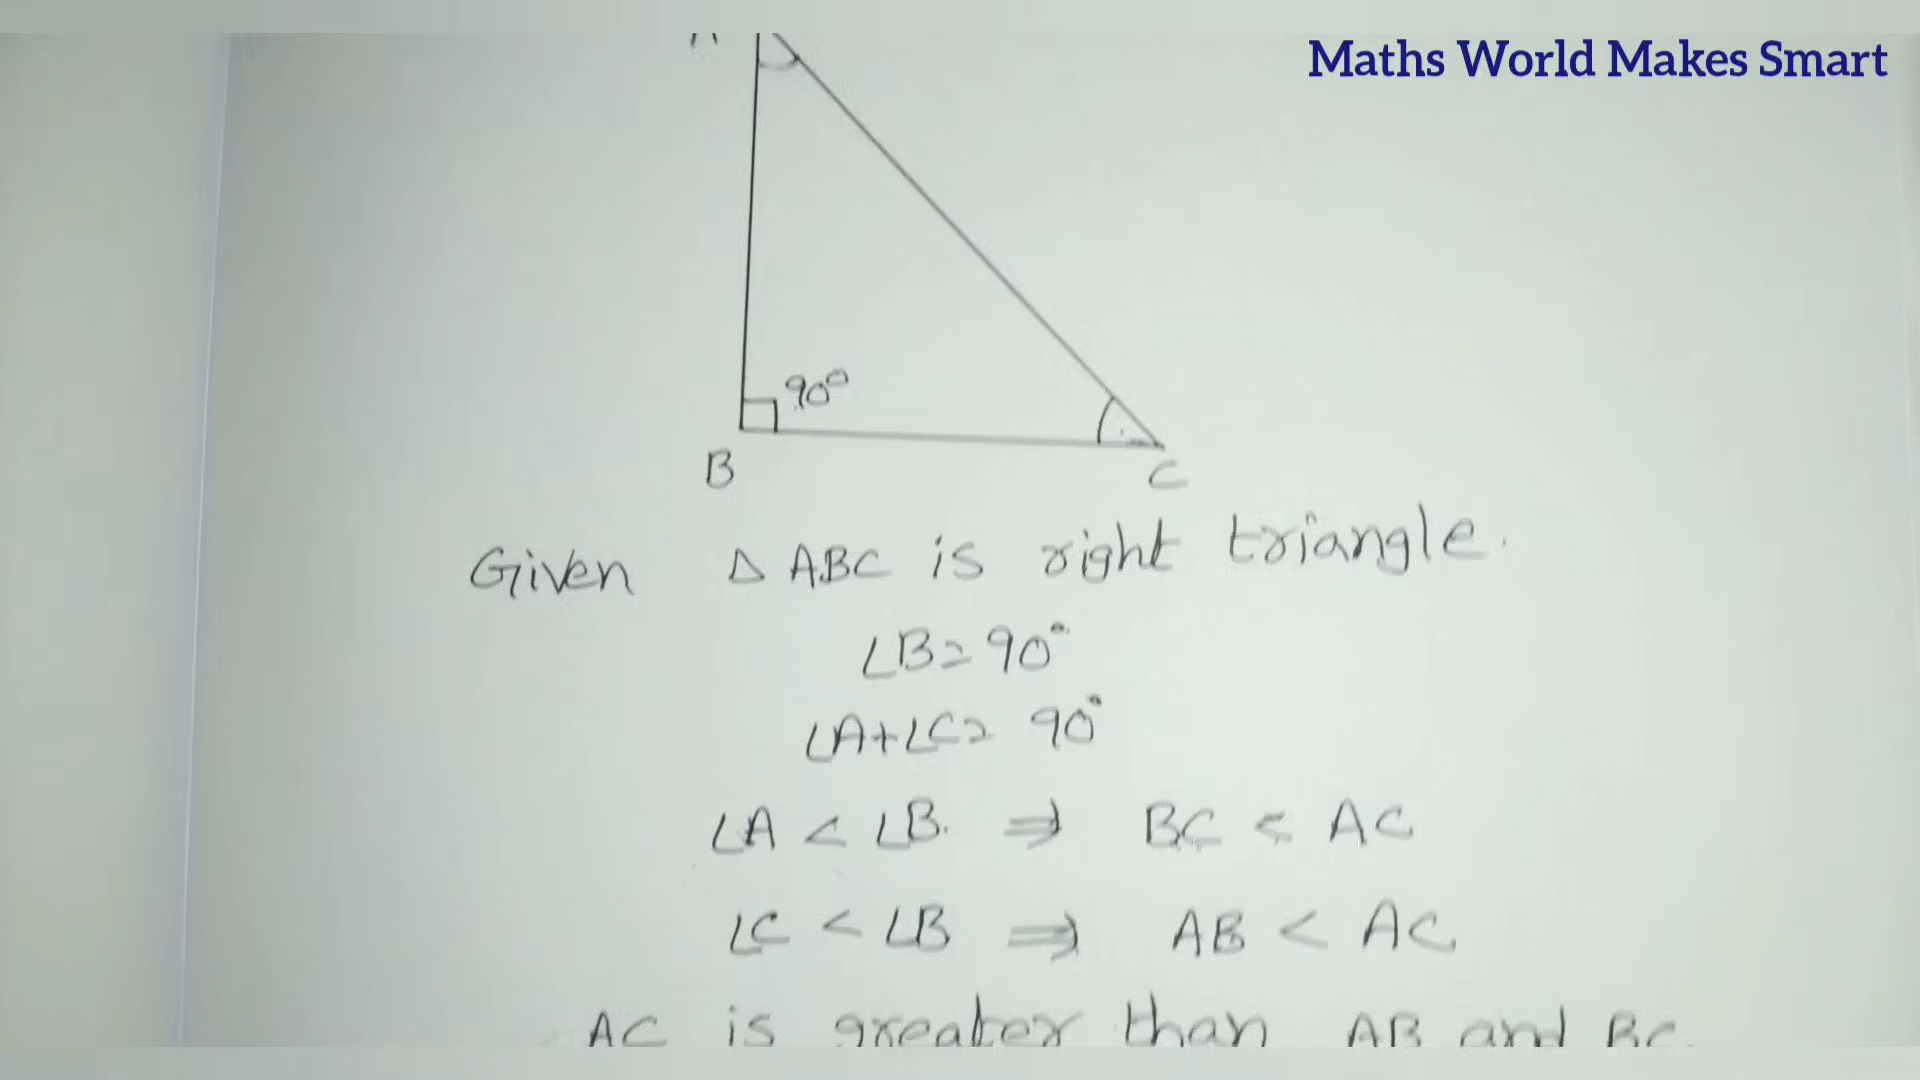 Maths World Makes Smart
A
90°
B
C
Given △ ABC is right triangle.
∠B = 90°
∠A + ∠C = 90°
∠A < ∠B. ⇒ BC < AC
∠C < ∠B ⇒ AB < AC
AC is greater than AB and BC.